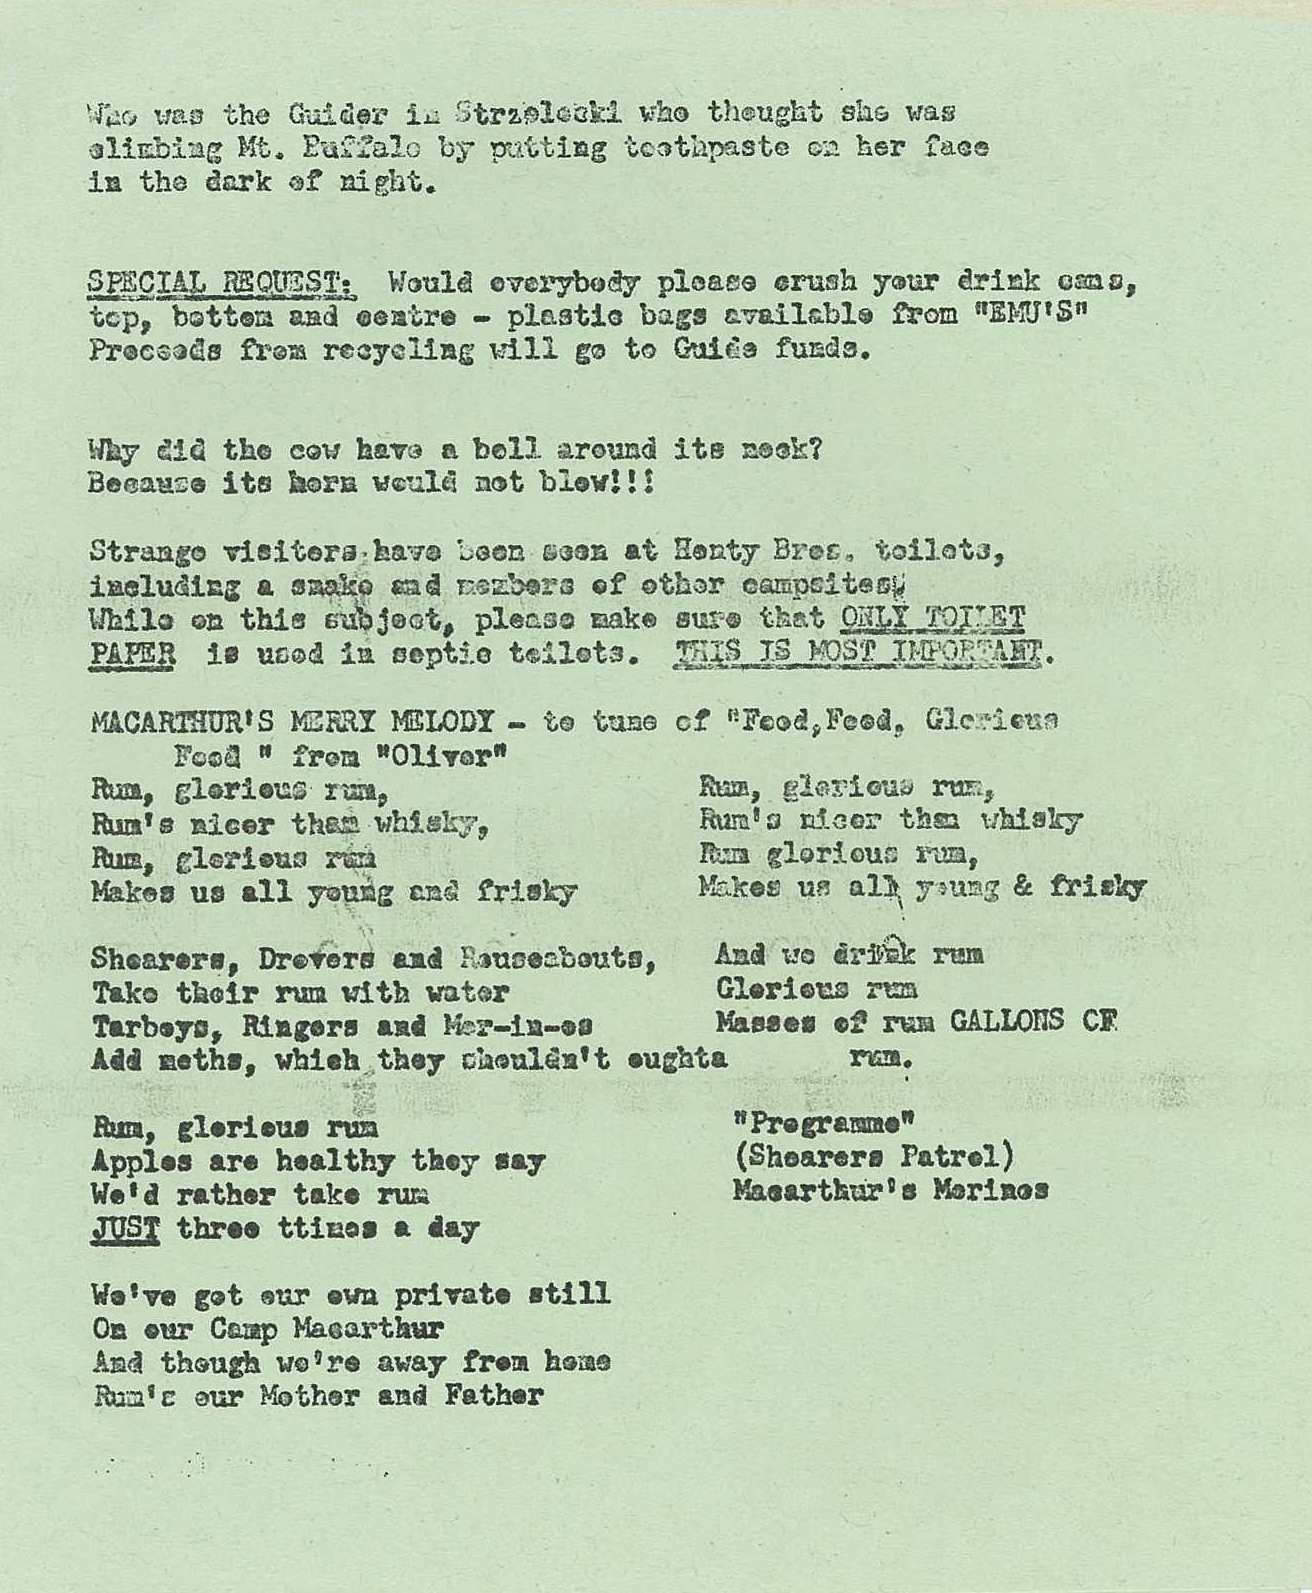 Who was the Guider in Strzelecki who thought she was
climbing Mt. Buffalo by putting toothpaste on her face
in the dark of night.
SPECIAL REQUEST: Would everybody please crush your drink cans,
top, bottom and centre - plastic bags available from "EMU'S"
Proceeds from recycling will go to Guide funds.
Why did the cow have a bell around its neck?
Because its horn would not blow!!!
Strange visitors have been seen at Henty Bros. toilets,
including a snake and members of other campsites.
While on this subject, please make sure that ONLY TOILET
PAPER is used in septic toilets. THIS IS MOST IMPORTANT.
MACARTHUR'S MERRY MELODY - to tune of "Food,Food, Glorious
Food " from "Oliver"
Rum, glorious rum,
Rum's nicer than whisky,
Rum, glorious rum
Makes us all young and frisky
Shearers, Drovers and Rouseabouts,
Take their rum with water
Tarboys, Ringers and Mer-in-os
Add meths, which they shouldn't oughta
Rum, glorious rum
Apples are healthy they say
We'd rather take rum
JUST three ttimes a day
We've got our own private still
On our Camp Macarthur
And though we're away from home
Rum's our Mother and Father
Rum, glorious rum,
Rum's nicer than whisky
Rum glorious rum,
Makes us all young & frisky
And we drink rum
Glorious rum
Masses of rum GALLONS OF
rum.
"Programme"
(Shearers Patrol)
Macarthur's Merinos